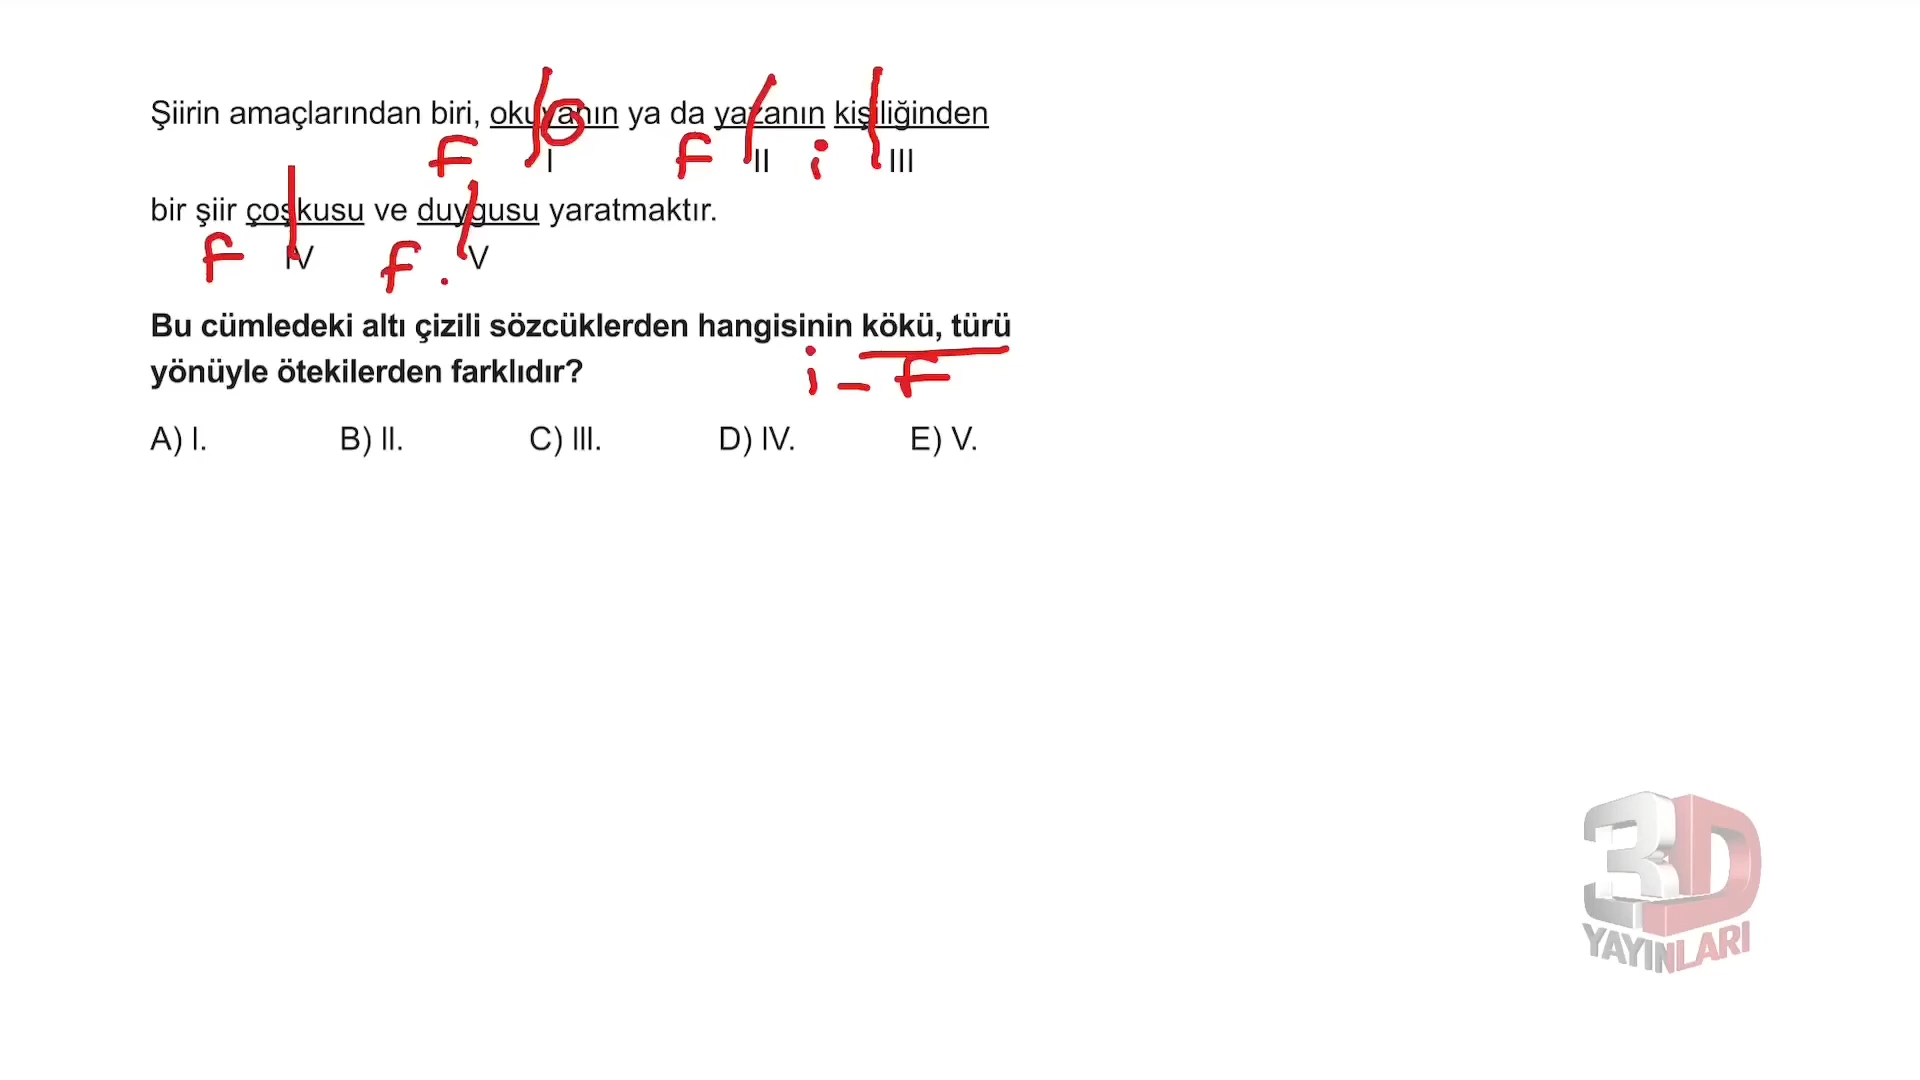 Şiirin amaçlarından biri, okuyanın ya da yazanın kişiliğinden
F I F II i III
bir şiir çoşkusu ve duygusu yaratmaktır.
F IV F. V
Bu cümledeki altı çizili sözcüklerden hangisinin kökü, türü
yönüyle ötekilerden farklıdır?
i - F
A) I. B) II. C) III. D) IV. E) V.
3D
YAYINLARI